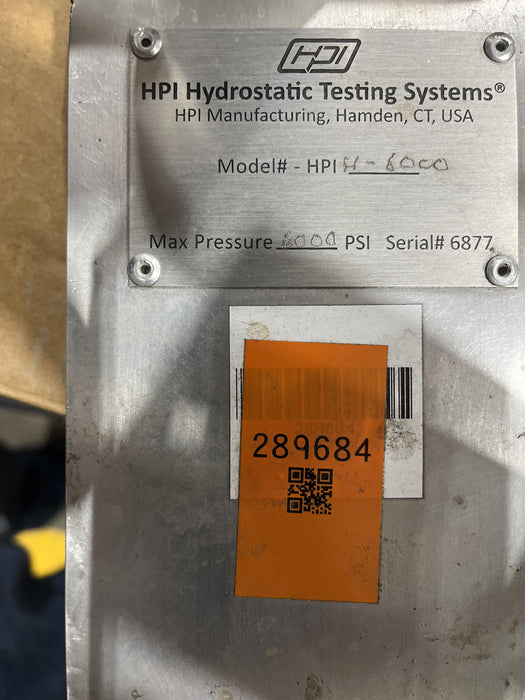 HPI
HPI Hydrostatic Testing Systems®
HPI Manufacturing, Hamden, CT, USA
Model# - HPI H-6000
Max Pressure 6000 PSI Serial# 6877
289684